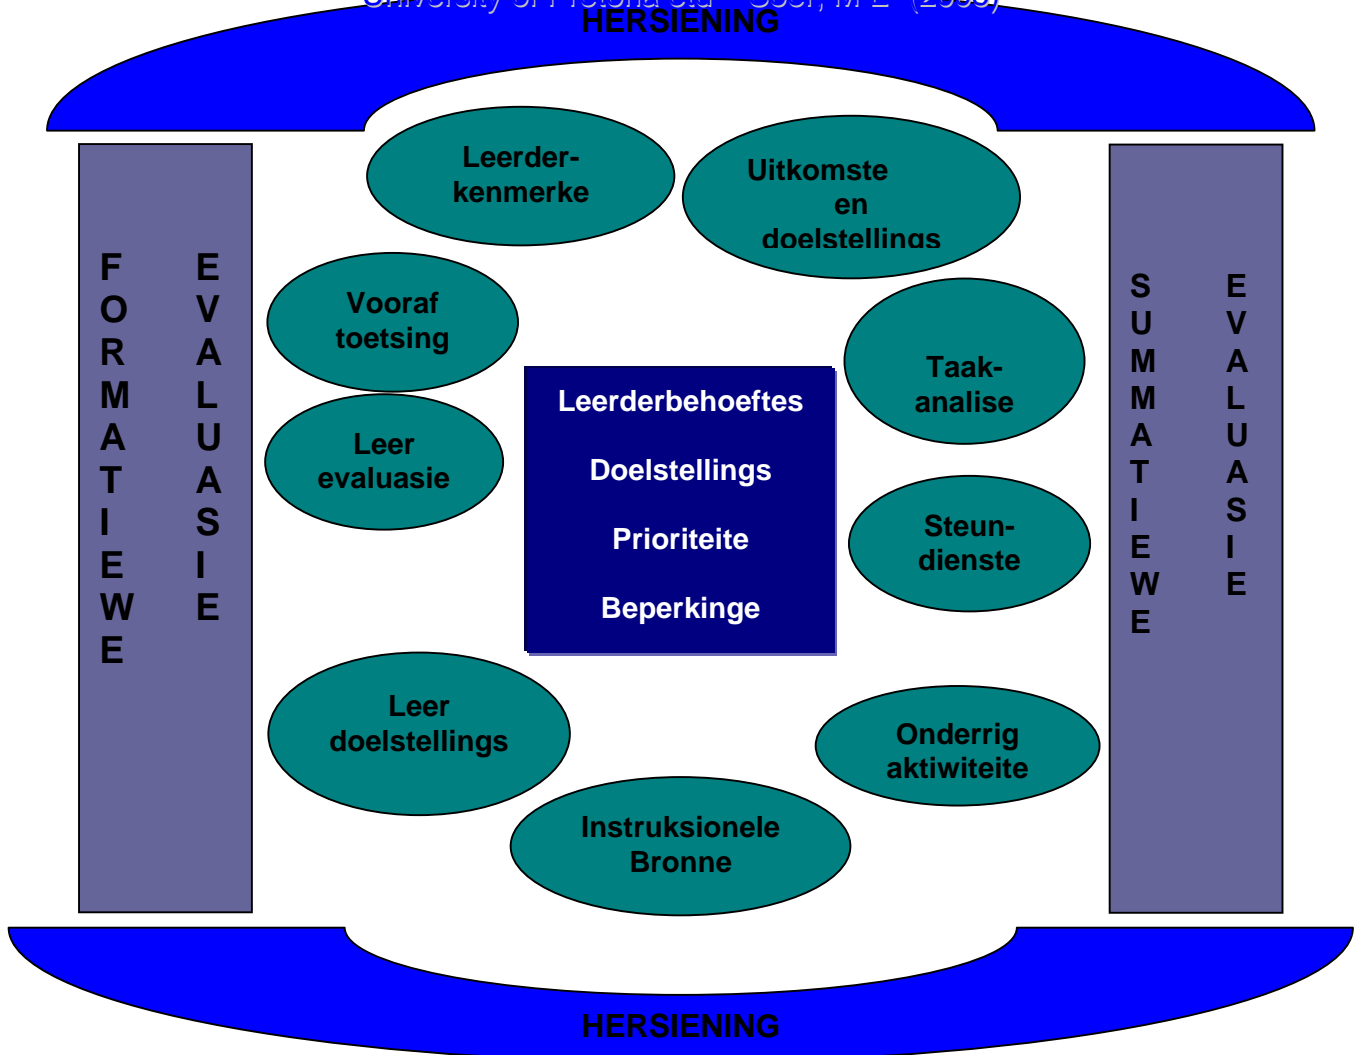 HERSIENING
Leerder-
kenmerke
Uitkomste
en
doelstellings
Vooraf
toetsing
Leer
evaluasie
Taak-
analise
Steun-
dienste
Leerderbehoeftes
Doelstellings
Prioriteite
Beperkinge
FORMATIEWE
EVALUASIE
SUMMATIEWE
EVALUASIE
Leer
doelstellings
Onderrig
aktiwiteite
Instruksionele
Bronne
HERSIENING